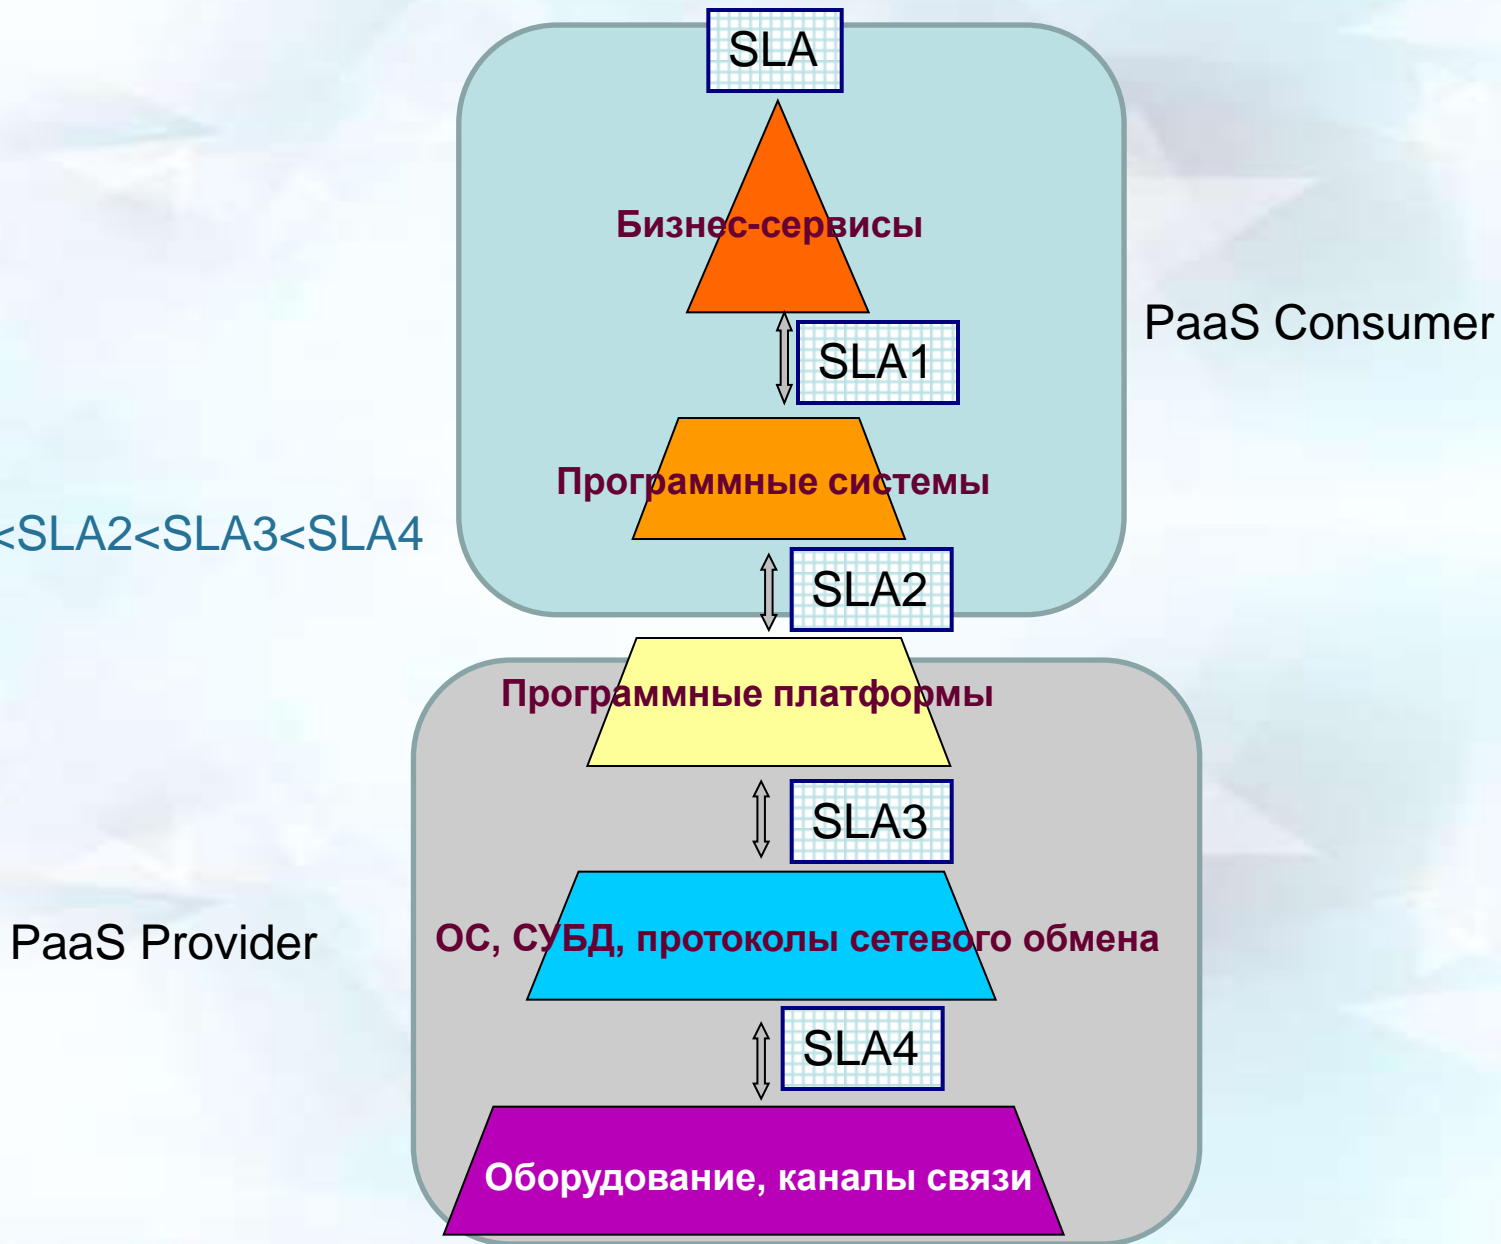 SLA
Бизнес-сервисы
PaaS Consumer
SLA1
Программные системы
<SLA2<SLA3<SLA4
SLA2
Программные платформы
SLA3
PaaS Provider
ОС, СУБД, протоколы сетевого обмена
SLA4
Оборудование, каналы связи